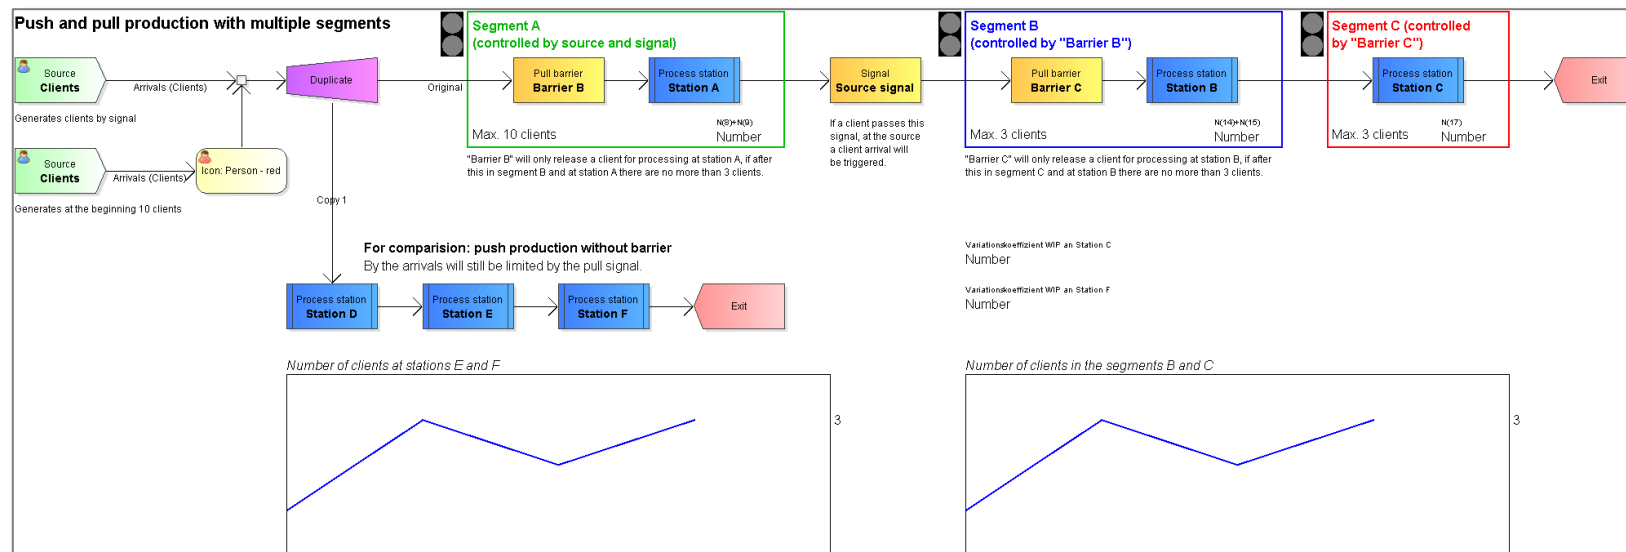 Push and pull production with multiple segments
Segment A
(controlled by source and signal)
Segment B
(controlled by "Barrier B")
Segment C (controlled
by "Barrier C")
Source
Clients
Arrivals (Clients)
Generates clients by signal
Duplicate
Original
Pull barrier
Barrier B
Process station
Station A
Signal
Source signal
Pull barrier
Barrier C
Process station
Station B
Process station
Station C
Exit
Max. 10 clients
N(8)+N(9)
Number
If a client passes this
signal, at the source
a client arrival will
be triggered.
Max. 3 clients
N(14)+N(15)
Number
Max. 3 clients
N(17)
Number
"Barrier B" will only release a client for processing at station A, if after
this in segment B and at station A there are no more than 3 clients.
"Barrier C" will only release a client for processing at station B, if after
this in segment C and at station B there are no more than 3 clients.
Source
Clients
Arrivals (Clients)
Icon: Person - red
Generates at the beginning 10 clients
Copy 1
For comparision: push production without barrier
By the arrivals will still be limited by the pull signal.
Variationskoeffizient WIP an Station C
Number
Variationskoeffizient WIP an Station F
Number
Process station
Station D
Process station
Station E
Process station
Station F
Exit
Number of clients at stations E and F
3
Number of clients in the segments B and C
3